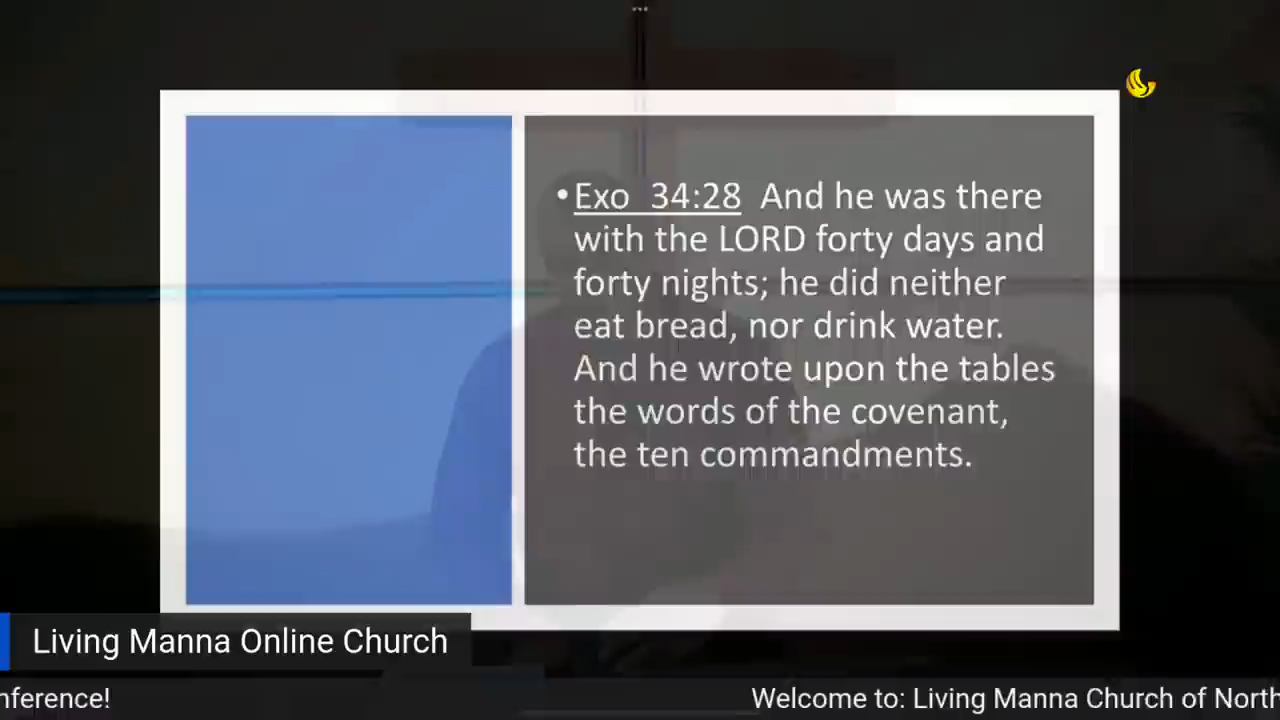 •Exo 34:28 And he was there
with the LORD forty days and
forty nights; he did neither
eat bread, nor drink water.
And he wrote upon the tables
the words of the covenant,
the ten commandments.
Living Manna Online Church
nference! Welcome to: Living Manna Church of North